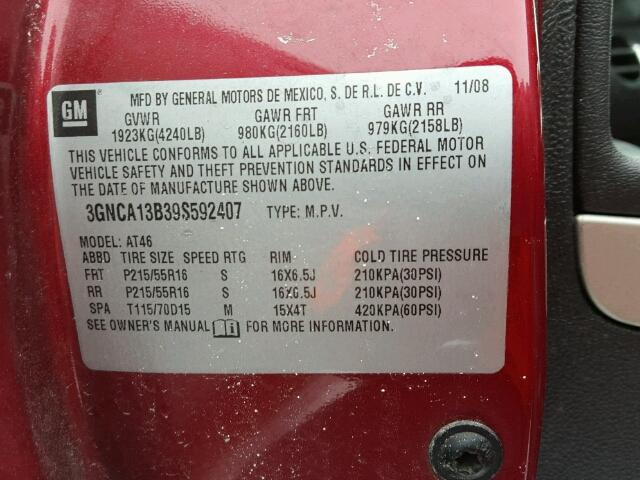 GM ® MFD BY GENERAL MOTORS DE MEXICO, S. DE R.L. DE C.V. 11/08
GVWR GAWR FRT GAWR RR
1923KG(4240LB) 980KG(2160LB) 979KG(2158LB)
THIS VEHICLE CONFORMS TO ALL APPLICABLE U.S. FEDERAL MOTOR
VEHICLE SAFETY AND THEFT PREVENTION STANDARDS IN EFFECT ON
THE DATE OF MANUFACTURE SHOWN ABOVE.
3GNCA13B39S592407 TYPE: M.P.V.
MODEL: AT46
ABBD TIRE SIZE SPEED RTG RIM COLD TIRE PRESSURE
FRT P215/55R16 S 16X6.5J 210KPA(30PSI)
RR P215/55R16 S 16X6.5J 210KPA(30PSI)
SPA T115/70D15 M 15X4T 420KPA(60PSI)
SEE OWNER'S MANUAL FOR MORE INFORMATION.